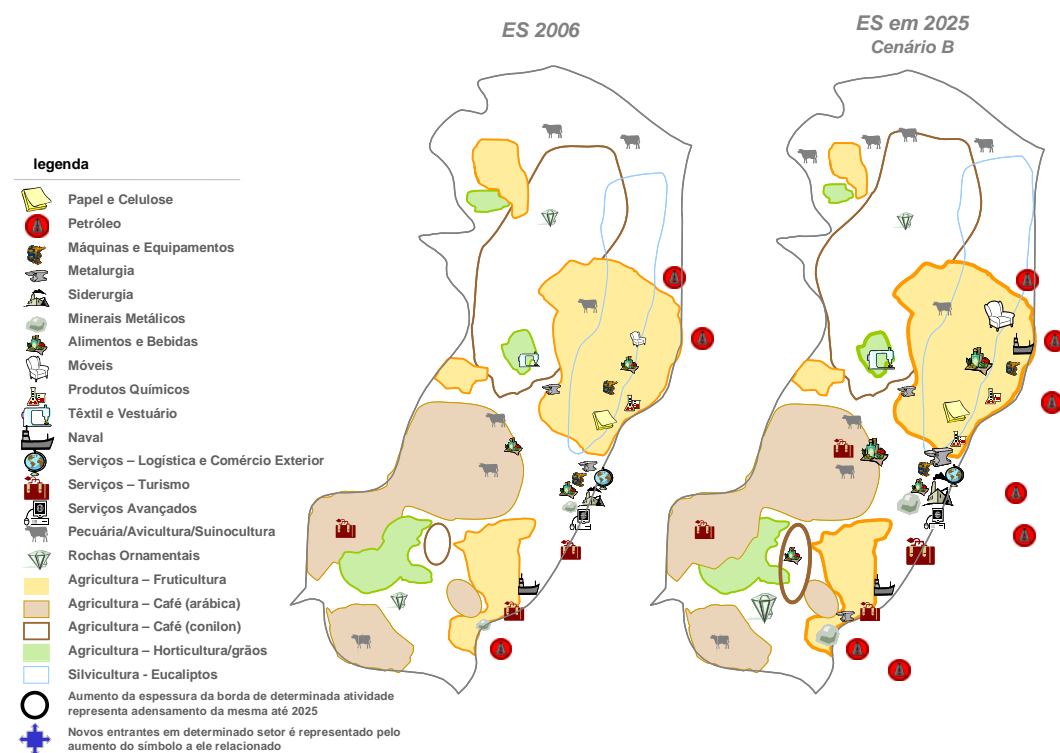 ES 2006
ES em 2025
Cenário B
legenda
Papel e Celulose
Petróleo
Máquinas e Equipamentos
Metalurgia
Siderurgia
Minerais Metálicos
Alimentos e Bebidas
Móveis
Produtos Químicos
Têxtil e Vestuário
Naval
Serviços – Logística e Comércio Exterior
Serviços – Turismo
Serviços Avançados
Pecuária/Avicultura/Suinocultura
Rochas Ornamentais
Agricultura – Fruticultura
Agricultura – Café (arábica)
Agricultura – Café (conilon)
Agricultura – Horticultura/grãos
Silvicultura - Eucaliptos
Aumento da espessura da borda de determinada atividade
representa adensamento da mesma até 2025
Novos entrantes em determinado setor é representado pelo
aumento do símbolo a ele relacionado